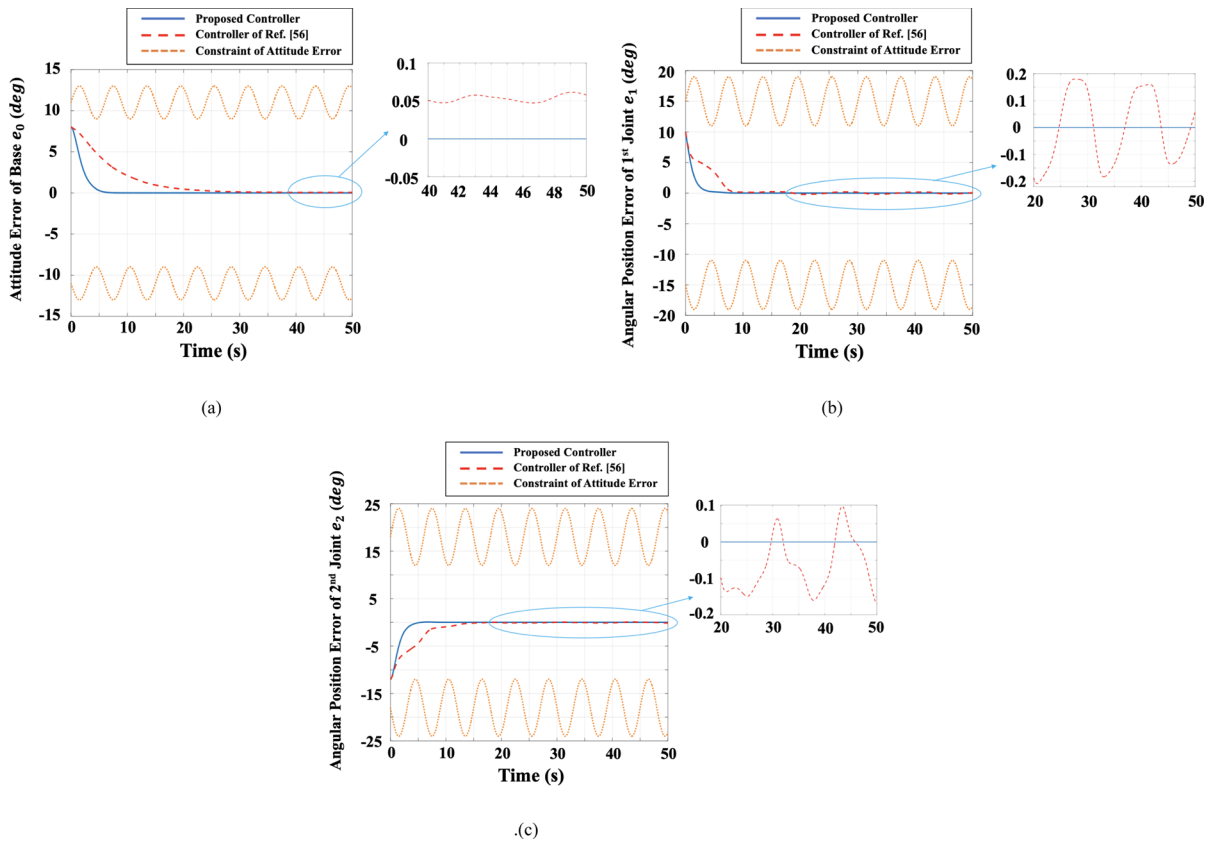 Proposed Controller
Controller of Ref. [56]
Constraint of Attitude Error
Attitude Error of Base e₀ (deg)
15
10
5
0
-5
-10
-15
0 10 20 30 40 50
Time (s)
0.1
0.05
0
-0.05
40 43 44 46 48 50
(a)
Proposed Controller
Controller of Ref. [56]
Constraint of Attitude Error
Angular Position Error of 1st Joint e₁ (deg)
20
15
10
5
0
-5
-10
-15
-20
0 10 20 30 40 50
Time (s)
0.2
0.1
0
-0.1
-0.2
20 30 40 50
(b)
Proposed Controller
Controller of Ref. [56]
Constraint of Attitude Error
Angular Position Error of 2nd Joint e₂ (deg)
25
15
5
-5
-15
-25
0 10 20 30 40 50
Time (s)
0.1
0
-0.1
-0.2
20 30 40 50
.(c)